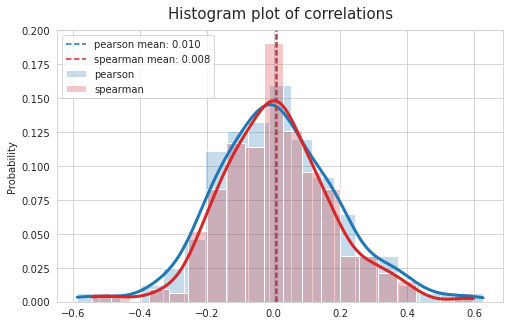 Histogram plot of correlations
pearson mean: 0.010
spearman mean: 0.008
pearson
spearman
Probability
0.200
0.175
0.150
0.125
0.100
0.075
0.050
0.025
0.000
−0.6 −0.4 −0.2 0.0 0.2 0.4 0.6